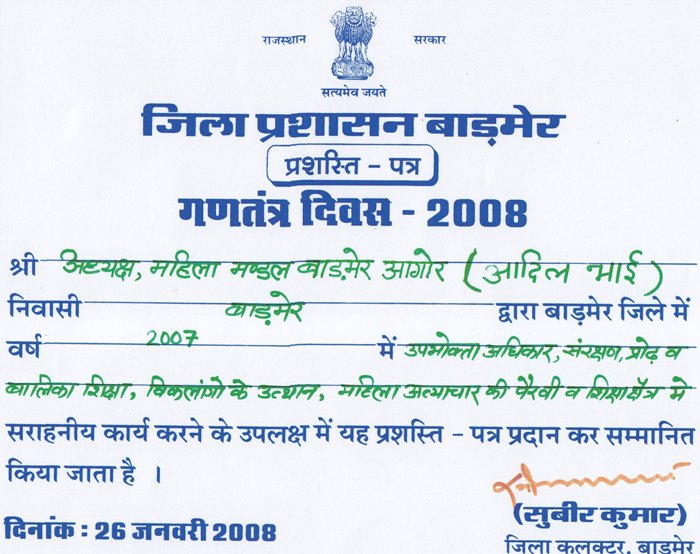 राजस्थान सरकार
सत्यमेव जयते
जिला प्रशासन बाड़मेर
प्रशस्ति - पत्र
गणतंत्र दिवस - 2008
श्री अध्यक्ष, महिला मण्डल बाड़मेर आगोर (आदिल भाई)
निवासी बाड़मेर द्वारा बाड़मेर जिले में
वर्ष 2007 में उपभोक्ता अधिकार, संरक्षण, प्रोढ़ व
बालिका शिक्षा, विकलांगो के उत्थान, महिला अत्याचार की पैरवी व शिक्षाक्षैत्र मे
सराहनीय कार्य करने के उपलक्ष में यह प्रशस्ति - पत्र प्रदान कर सम्मानित
किया जाता है ।
(सुबीर कुमार)
दिनांक : 26 जनवरी 2008
जिला कलक्टर, बाड़मेर